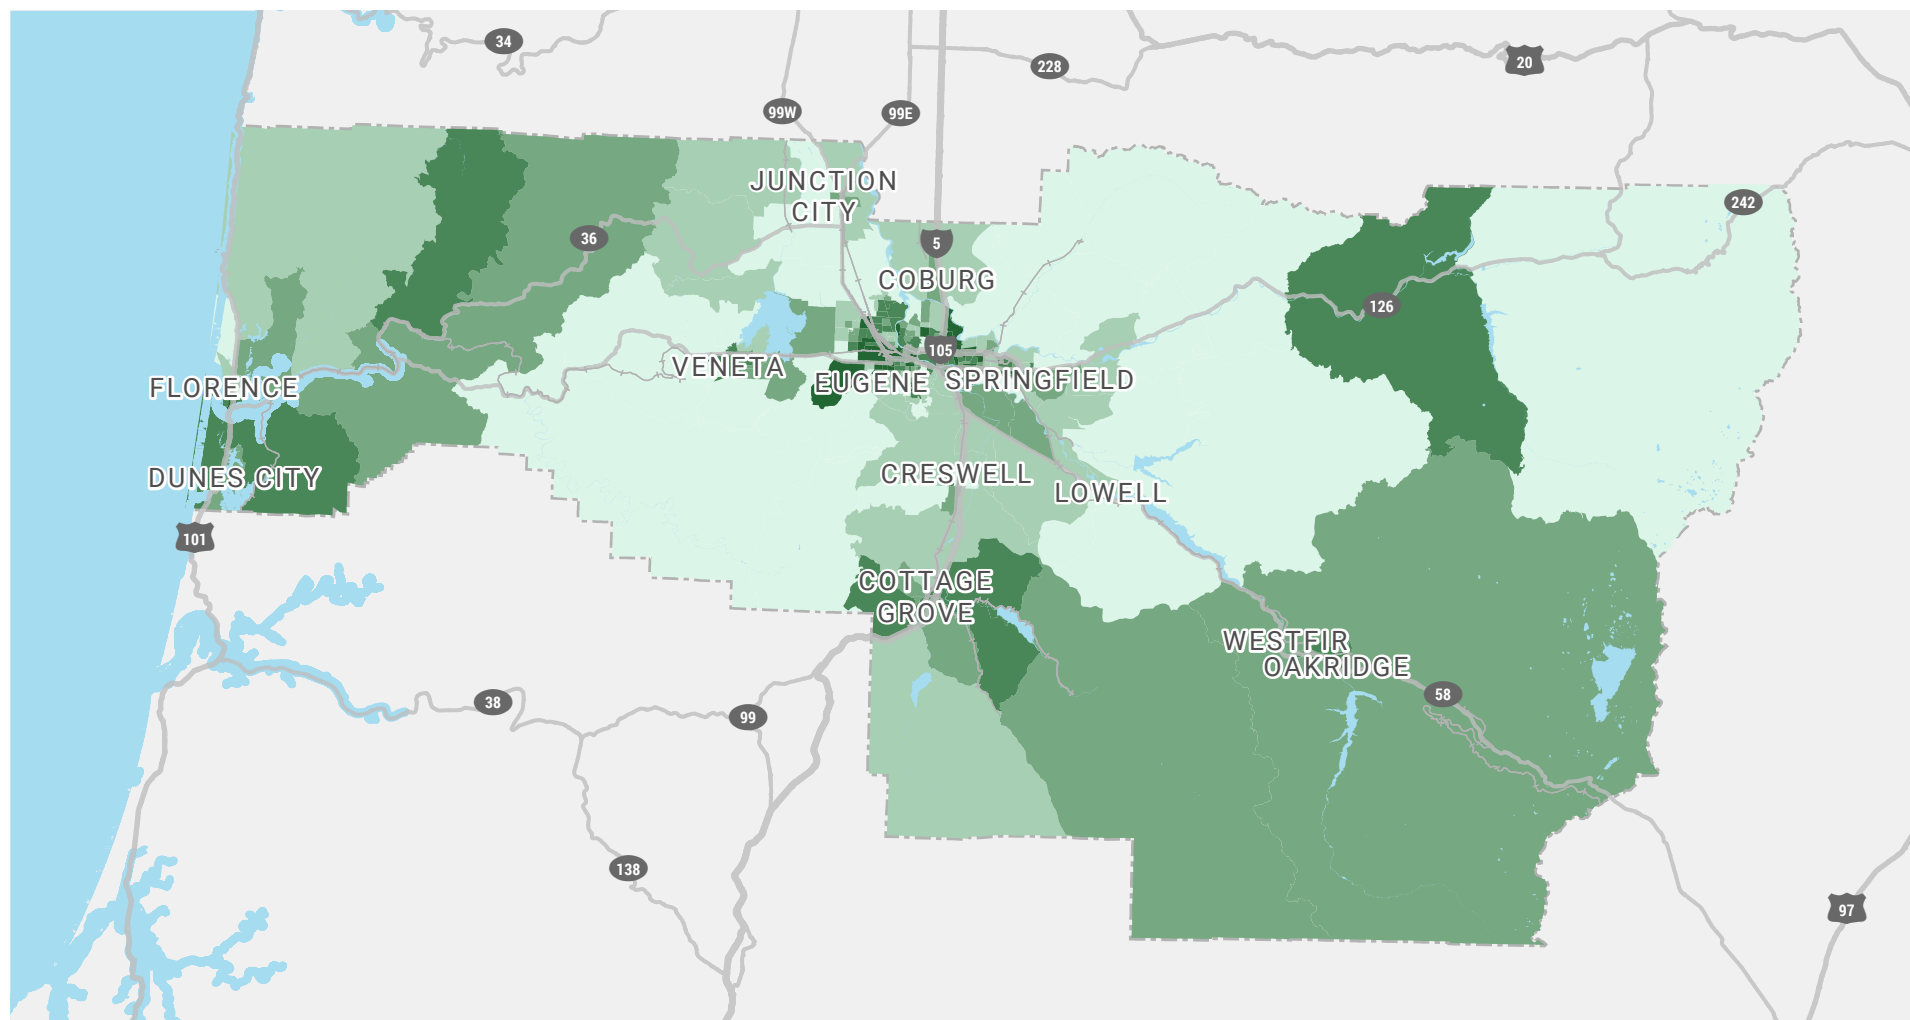 34
228
20
99W
99E
JUNCTION
CITY
242
36
5
COBURG
126
105
VENETA
EUGENE
SPRINGFIELD
FLORENCE
DUNES CITY
CRESWELL
LOWELL
101
COTTAGE
GROVE
WESTFIR
OAKRIDGE
58
38
99
138
97